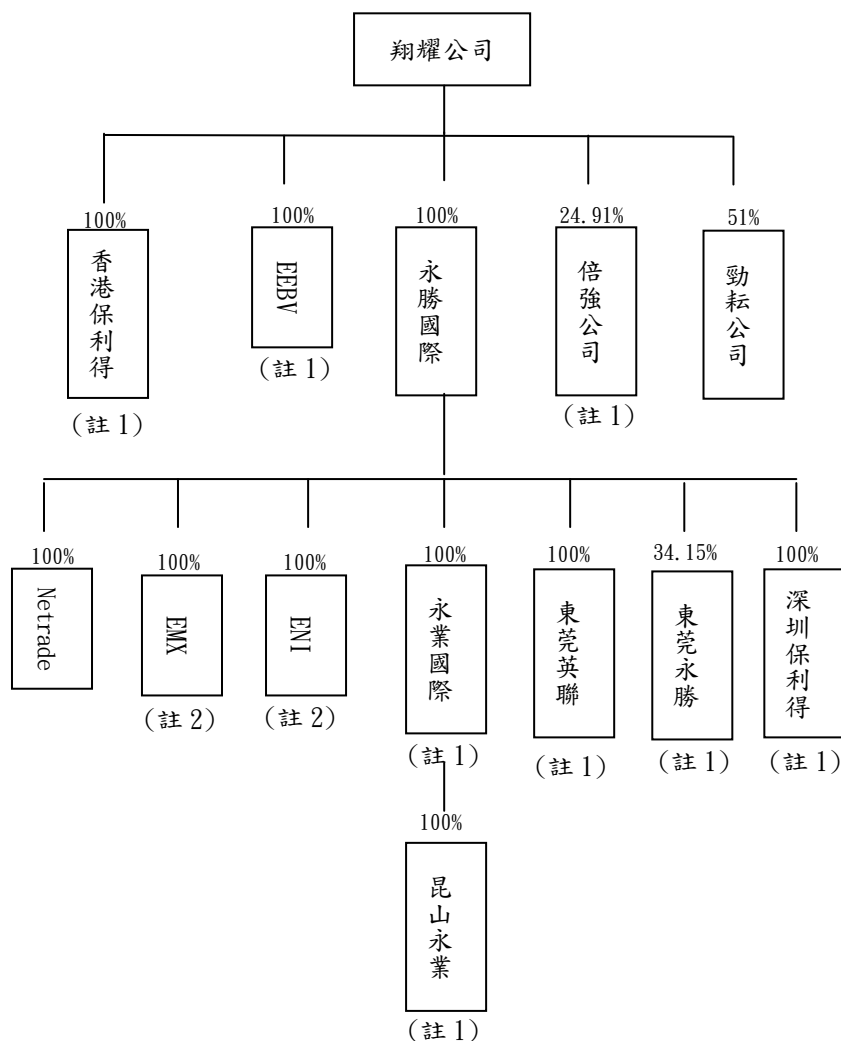 翔耀公司
100%
100%
100%
24.91%
51%
香港保利得
EEBV
永勝國際
倍強公司
勁耘公司
(註 1)
(註 1)
(註 1)
100%
100%
100%
100%
100%
34.15%
100%
Netrade
EMX
ENI
永業國際
東莞英聯
東莞永勝
深圳保利得
(註 2)
(註 2)
(註 1)
(註 1)
(註 1)
(註 1)
100%
昆山永業
(註 1)